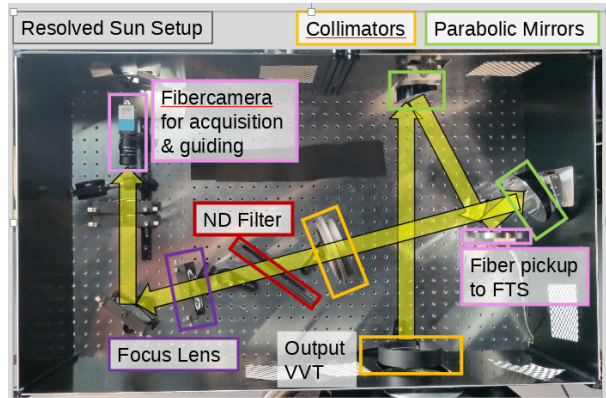 Resolved Sun Setup
Collimators
Parabolic Mirrors
Fibercamera
for acquisition
& guiding
ND Filter
Fiber pickup
to FTS
Focus Lens
Output
VVT